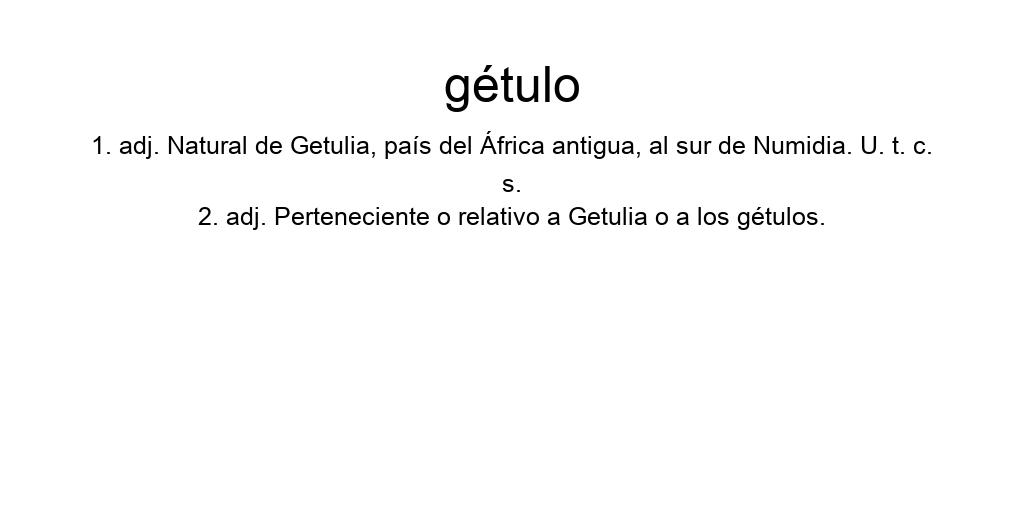 gétulo
1. adj. Natural de Getulia, país del África antigua, al sur de Numidia. U. t. c.
s.
2. adj. Perteneciente o relativo a Getulia o a los gétulos.